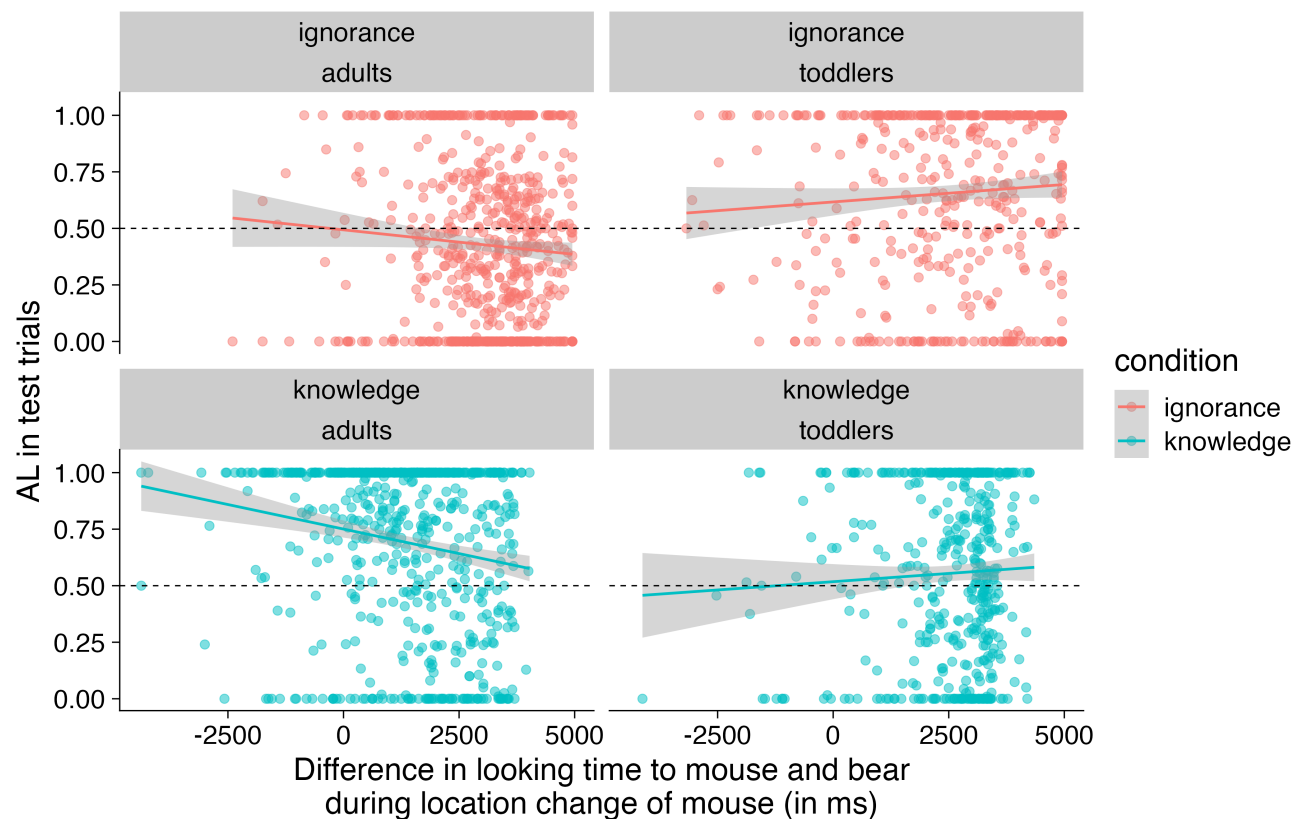 ignorance
adults
ignorance
toddlers
1.00
0.75
0.50
0.25
0.00
knowledge
adults
knowledge
toddlers
1.00
0.75
0.50
0.25
0.00
AL in test trials
-2500 0 2500 5000
-2500 0 2500 5000
Difference in looking time to mouse and bear
during location change of mouse (in ms)
condition
ignorance
knowledge